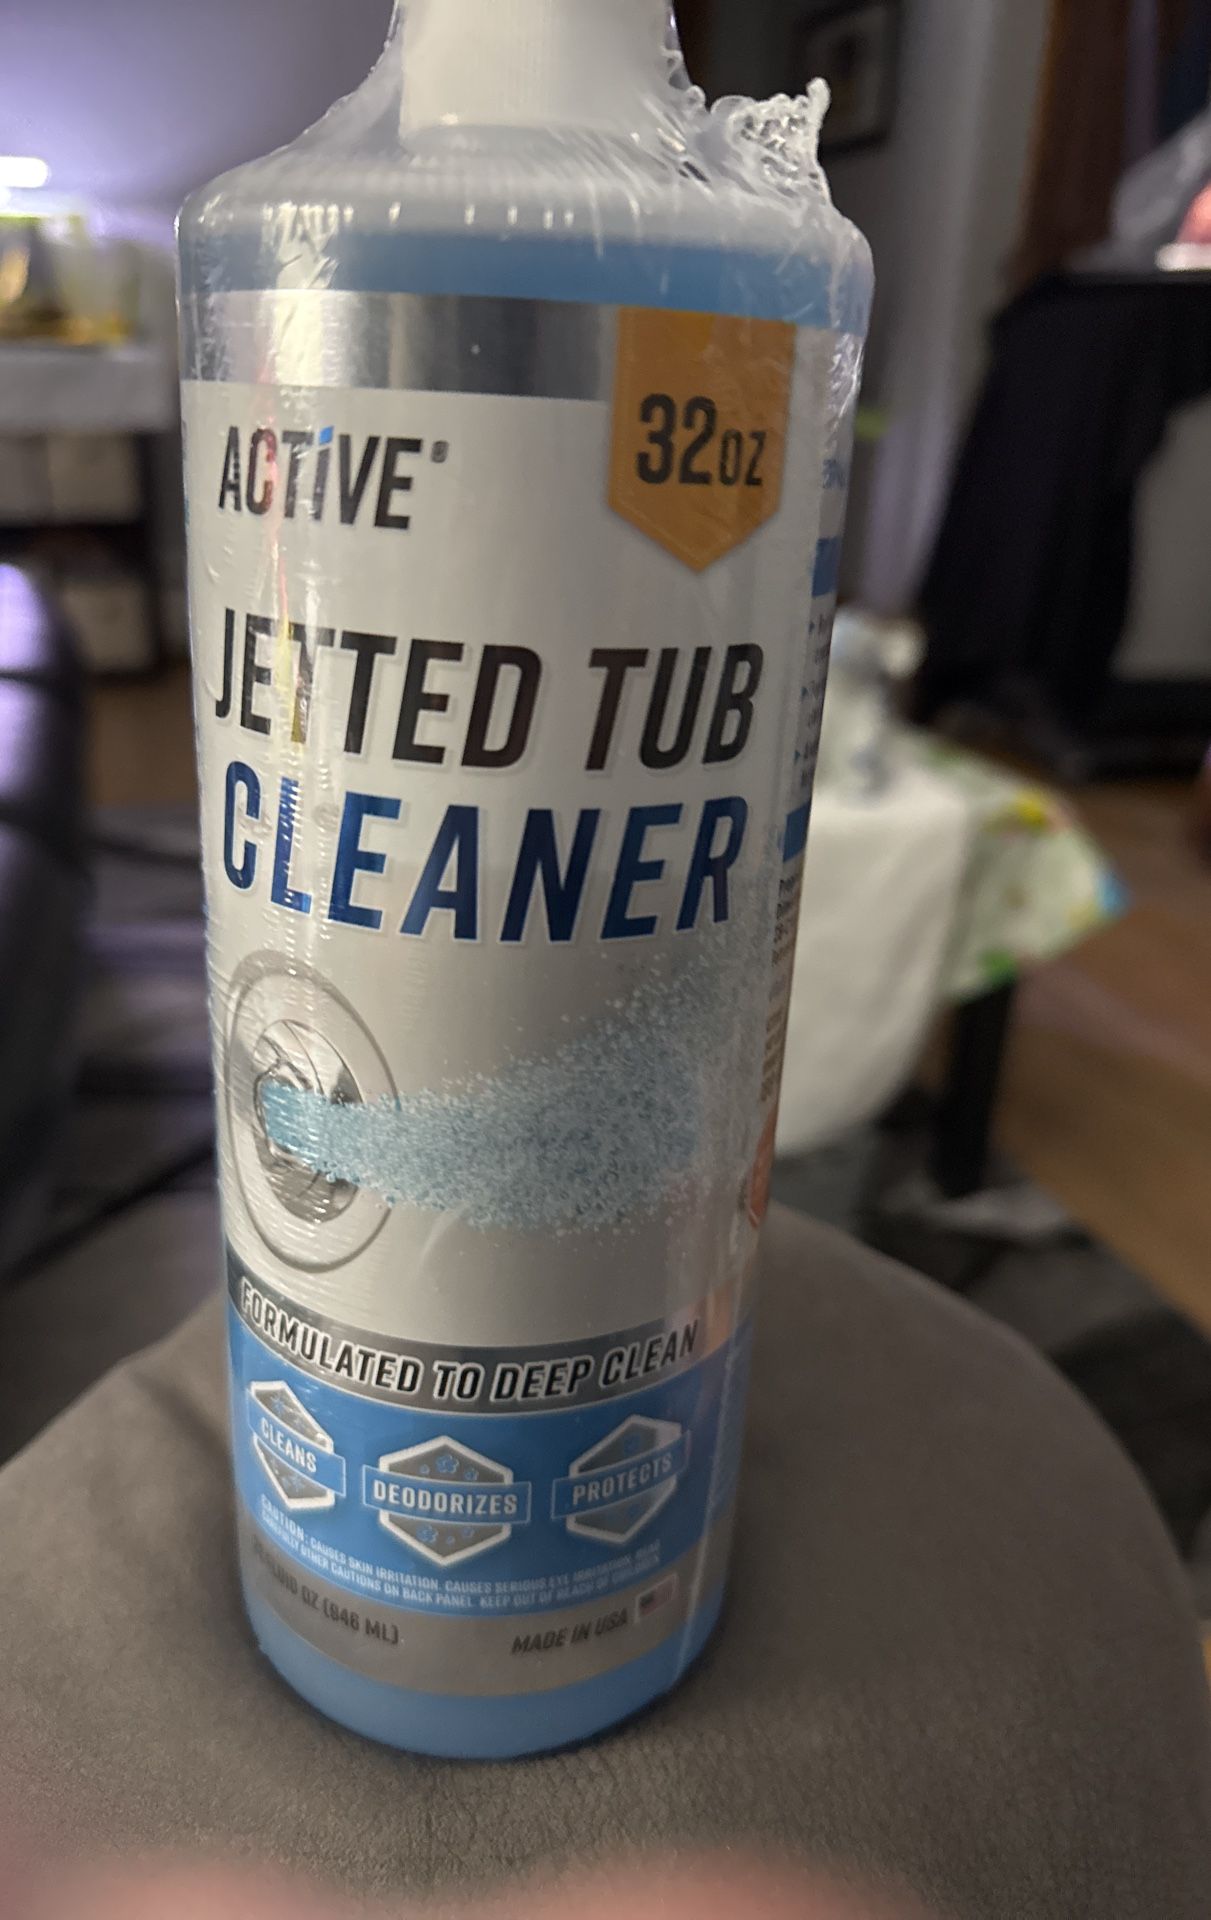 ACTIVE®
32OZ
JETTED TUB
CLEANER
FORMULATED TO DEEP CLEAN
CLEANS
DEODORIZES
PROTECTS
CAUTION: CAUSES SKIN IRRITATION. CAUSES SERIOUS EYE IRRITATION. READ
CAREFULLY OTHER CAUTIONS ON BACK PANEL. KEEP OUT OF REACH OF CHILDREN
FLUID OZ (946 ML)
MADE IN USA